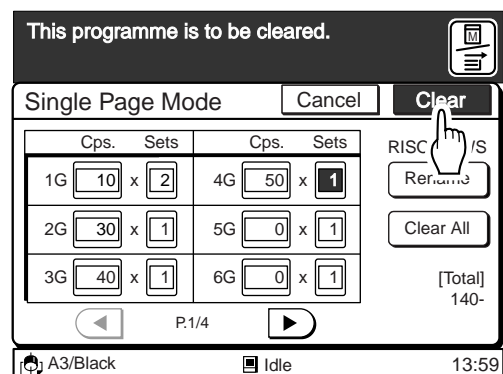 This programme is to be cleared.
M
Single Page Mode Cancel Clear
Cps. Sets Cps. Sets
1G 10 x 2 4G 50 x 1
2G 30 x 1 5G 0 x 1 Clear All
3G 40 x 1 6G 0 x 1 [Total]
140-
P.1/4
A3/Black Idle 13:59